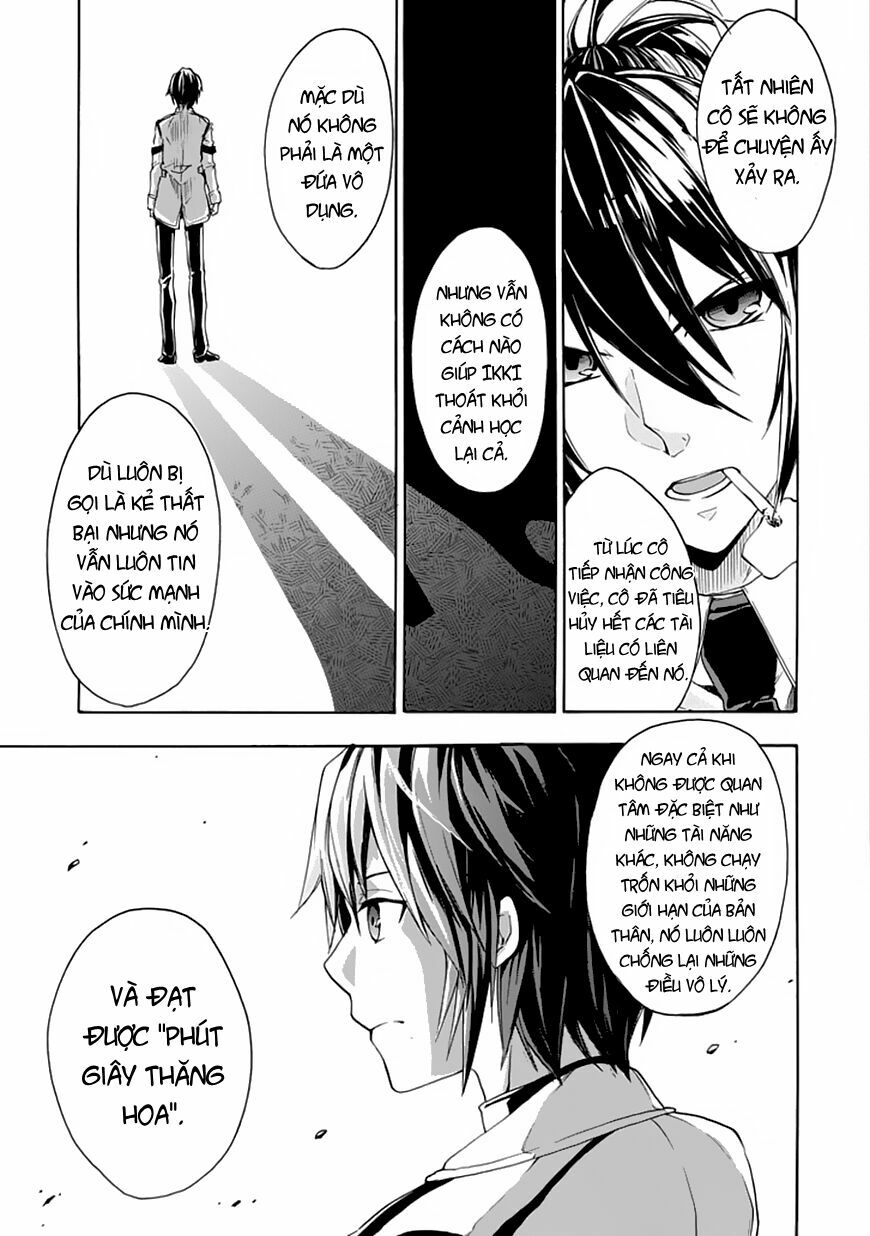 TẤT NHIÊN
CÔ SẼ KHÔNG
ĐỂ CHUYỆN ẤY
XẢY RA.
TỪ LÚC CÔ
TIẾP NHẬN CÔNG
VIỆC, CÔ ĐÃ TIÊU
HỦY HẾT CÁC TÀI
LIỆU CÓ LIÊN
QUAN ĐẾN NÓ.
NHƯNG VẪN
KHÔNG CÓ
CÁCH NÀO
GIÚP IKKI
THOÁT KHỎI
CẢNH HỌC
LẠI CẢ.
MẶC DÙ
NÓ KHÔNG
PHẢI LÀ MỘT
ĐỨA VÔ
DỤNG.
DÙ LUÔN BỊ
GỌI LÀ KẺ THẤT
BẠI NHƯNG NÓ
VẪN LUÔN TIN
VÀO SỨC MẠNH
CỦA CHÍNH MÌNH.
NGAY CẢ KHI
KHÔNG ĐƯỢC QUAN
TÂM ĐẶC BIỆT NHƯ
NHỮNG TÀI NĂNG
KHÁC, KHÔNG CHẠY
TRỐN KHỎI NHỮNG
GIỚI HẠN CỦA BẢN
THÂN, NÓ LUÔN LUÔN
CHỐNG LẠI NHỮNG
ĐIỀU VÔ LÝ.
VÀ ĐẠT
ĐƯỢC "PHÚT
GIÂY THĂNG
HOA".